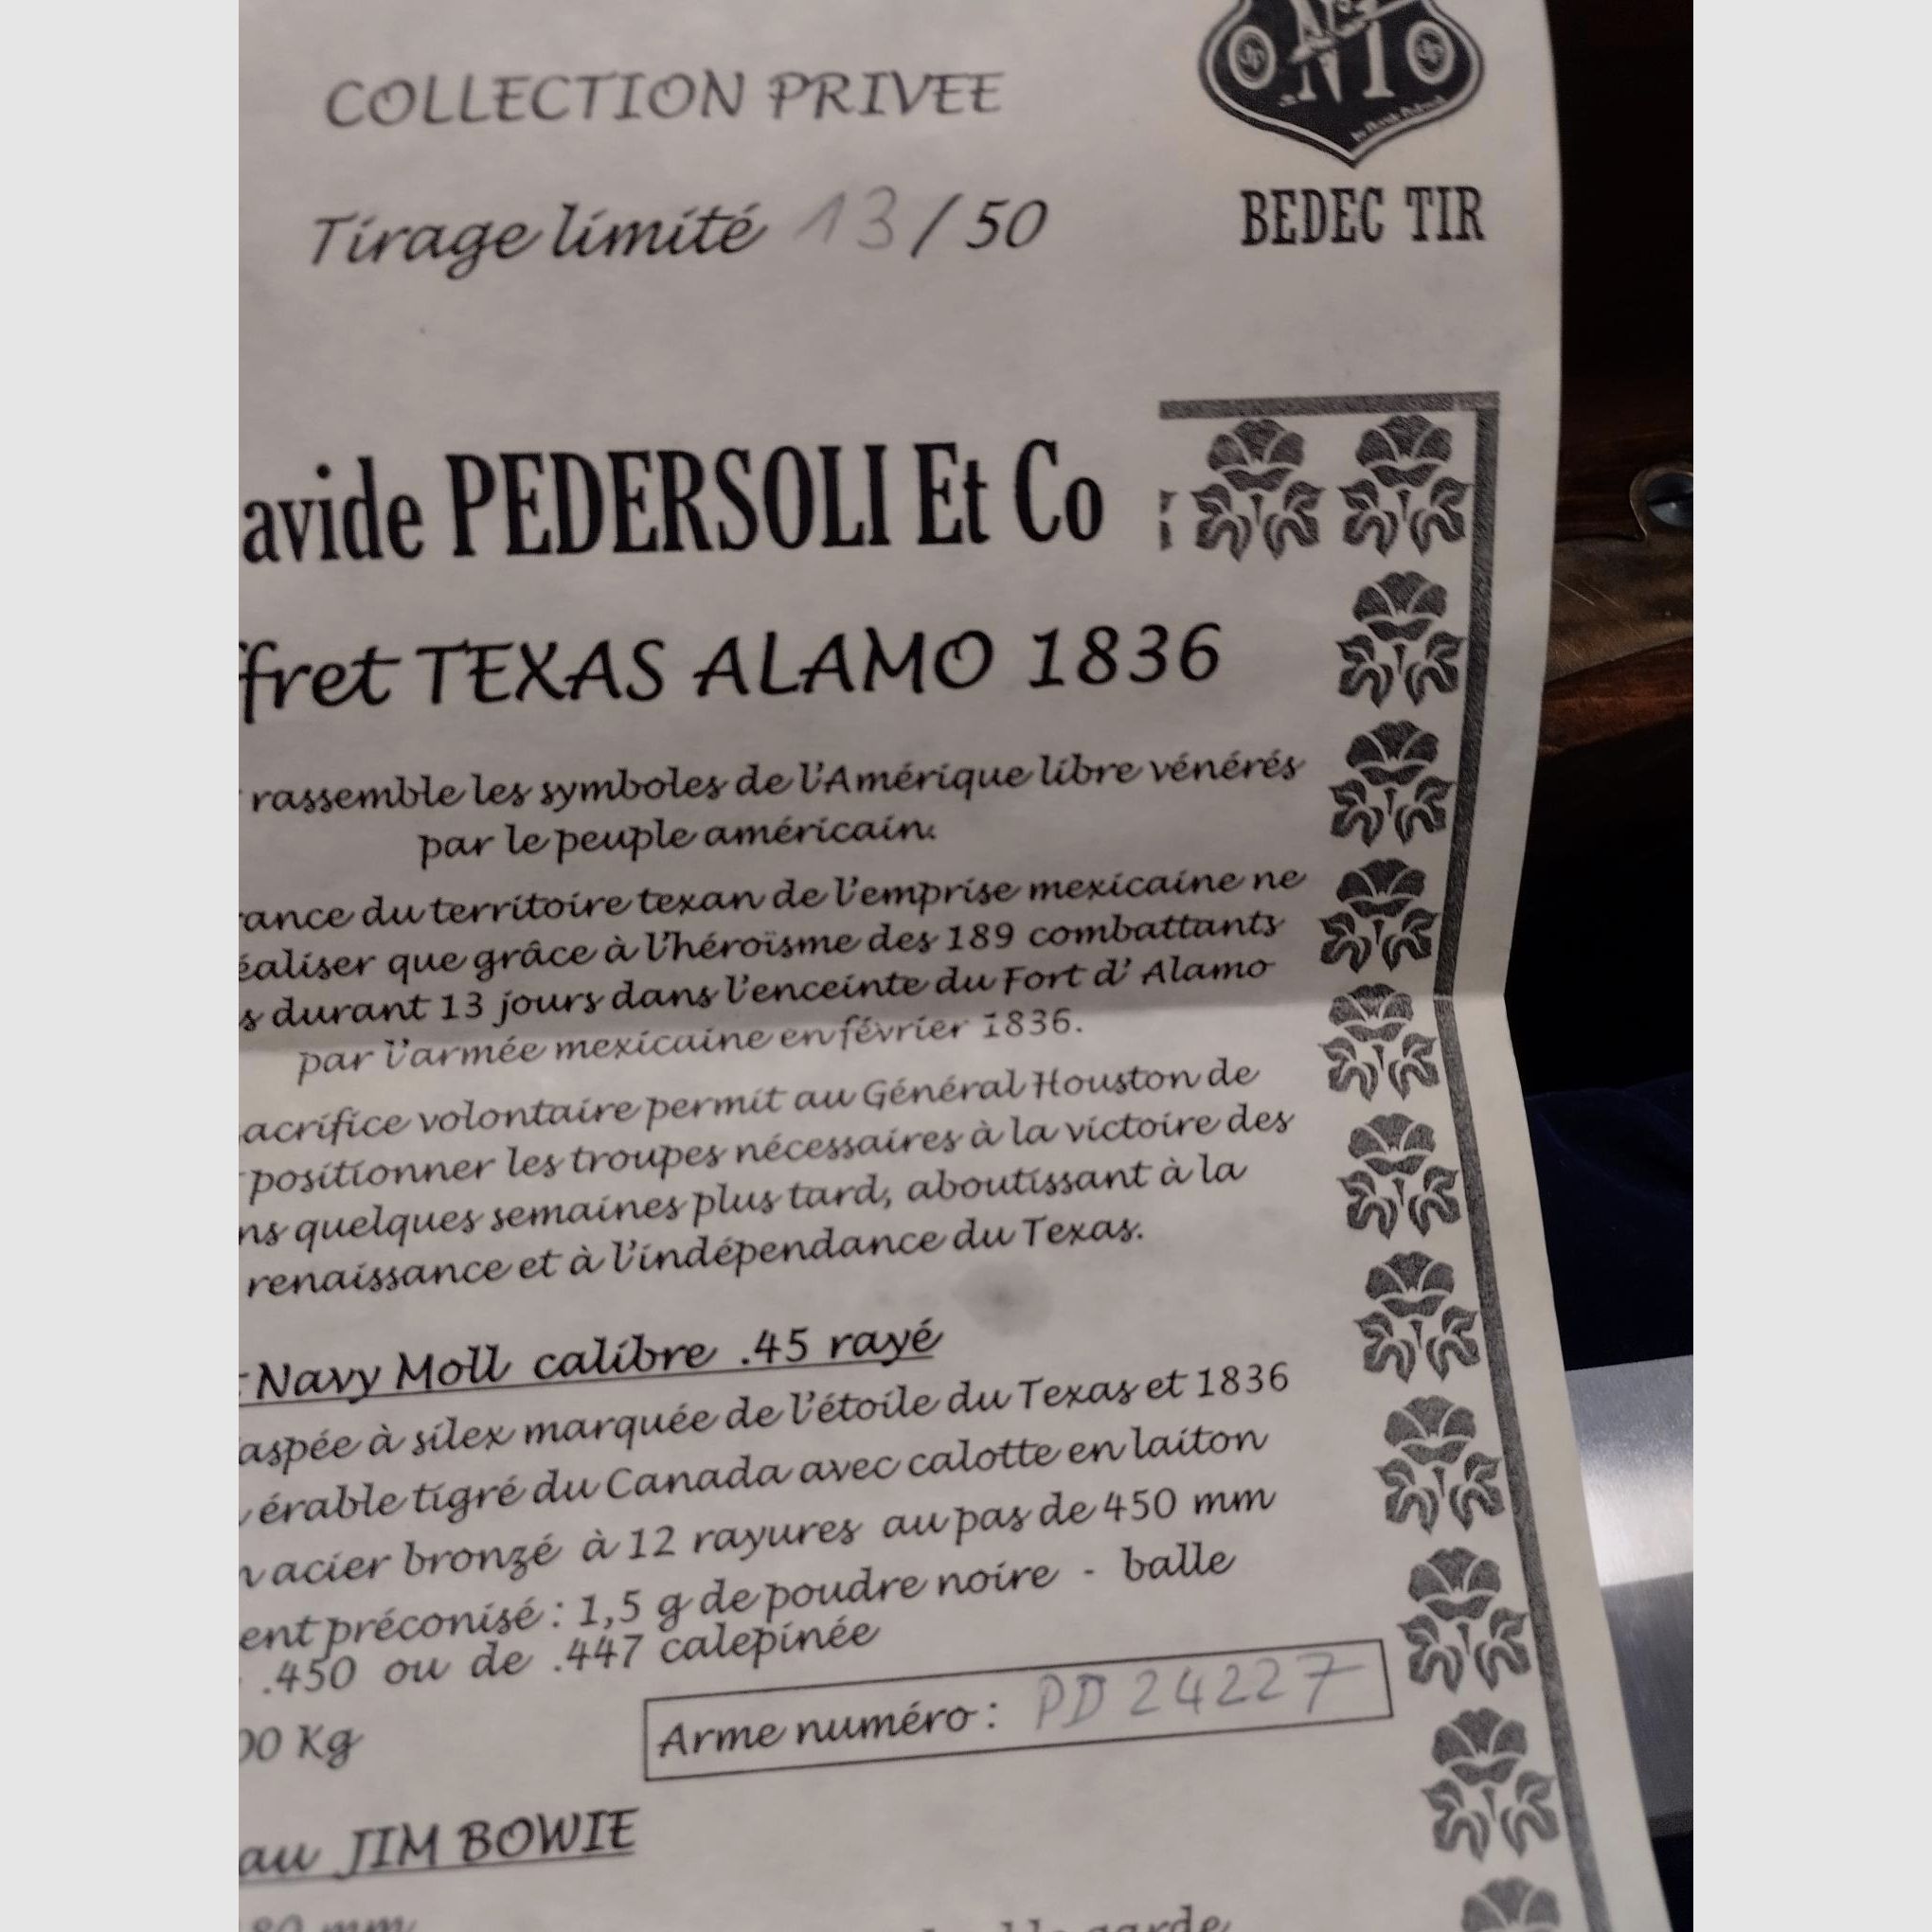 COLLECTION PRIVEE
Tirage limité 13 / 50
BEDEC TIR
avide PEDERSOLI Et Co
ffret TEXAS ALAMO 1836
rassemble les symboles de l'Amérique libre vénérés
par le peuple américain.
rance du territoire texan de l'emprise mexicaine ne
éaliser que grâce à l'héroïsme des 189 combattants
s durant 13 jours dans l'enceinte du Fort d' Alamo
par l'armée mexicaine en février 1836.
acrifice volontaire permit au Général Houston de
positionner les troupes nécessaires à la victoire des
ns quelques semaines plus tard, aboutissant à la
renaissance et à l'indépendance du Texas.
Navy Moll calibre .45 rayé
aspée à silex marquée de l'étoile du Texas et 1836
érable tigré du Canada avec calotte en laiton
n acier bronzé à 12 rayures au pas de 450 mm
ent préconisé : 1,5 g de poudre noire - balle
.450 ou de .447 calepinée
00 Kg
Arme numéro : PD 24227
au JIM BOWIE
80 mm
garde